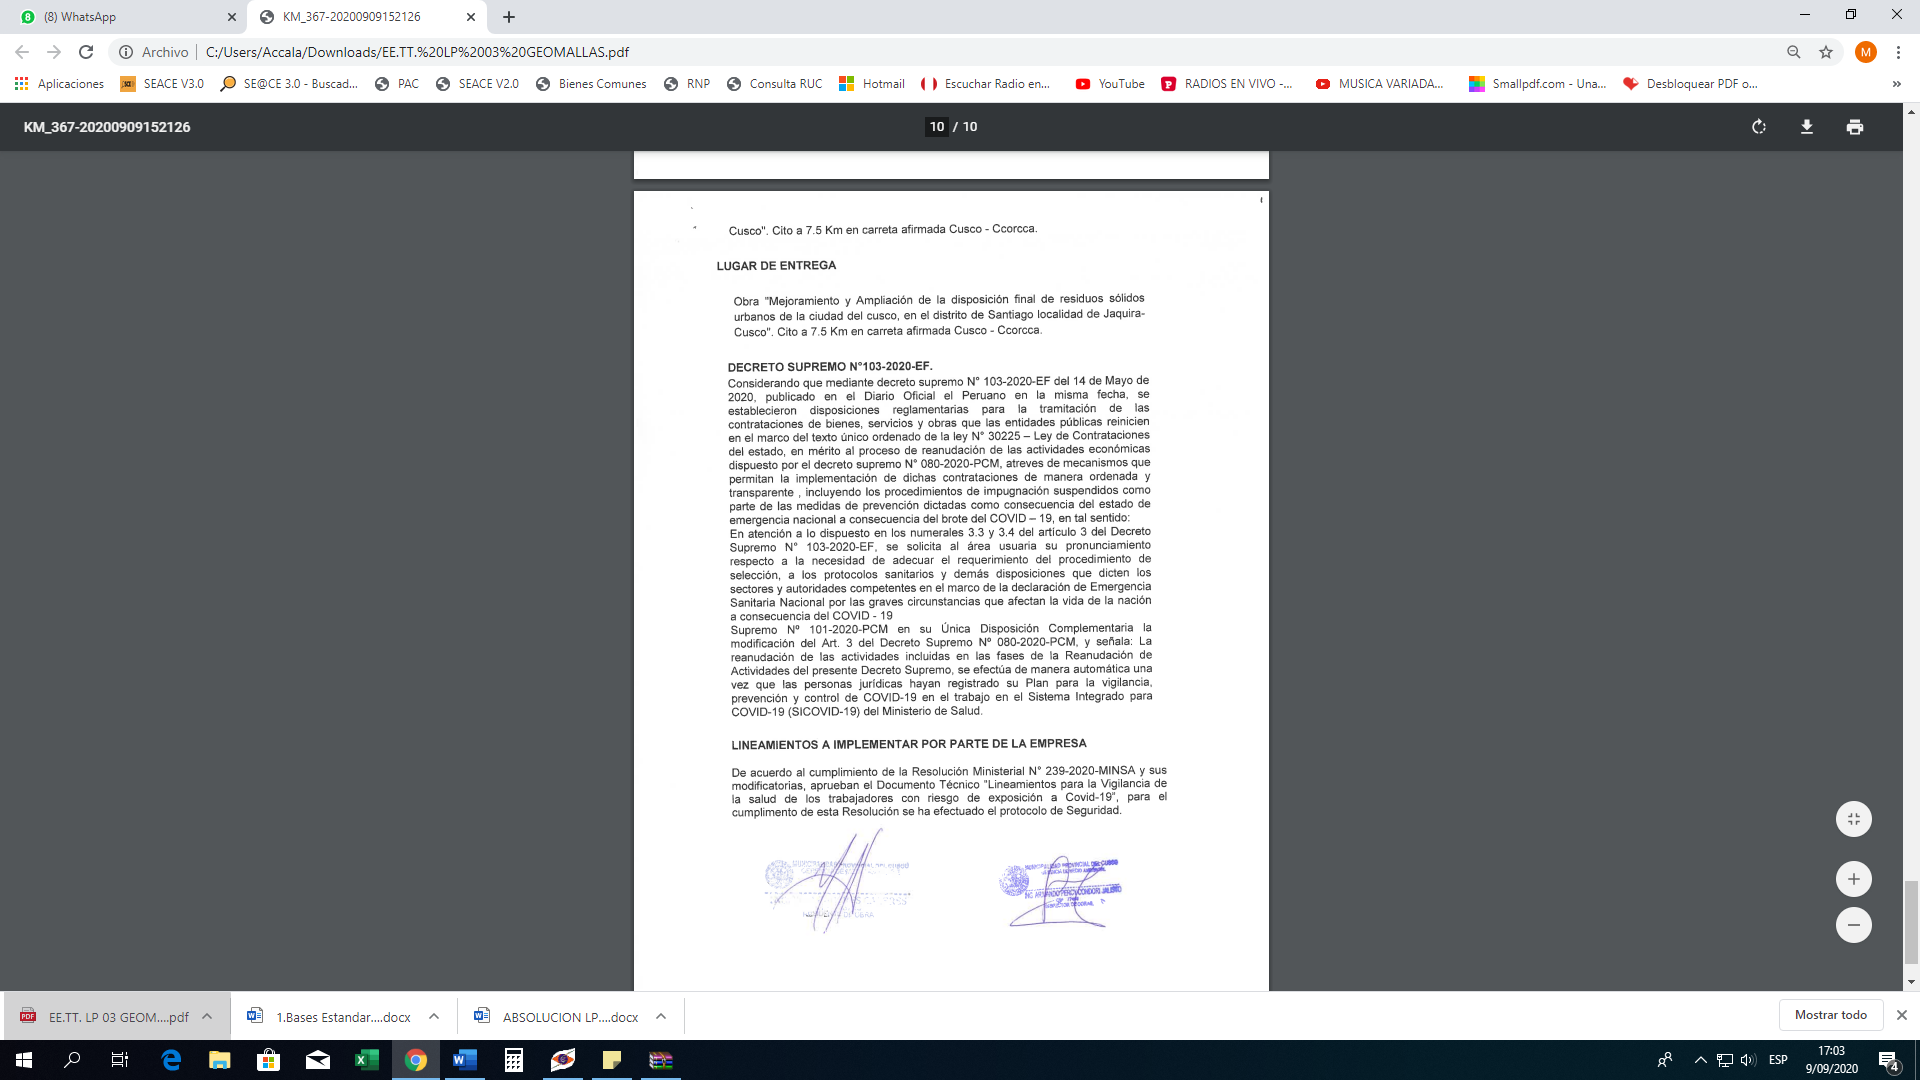 (8) WhatsApp
KM_367-20200909152126
Archivo
C:/Users/Accala/Downloads/EE.TT.%20LP%2003%20GEOMALLAS.pdf
M
Aplicaciones
SEACE V3.0
SE@CE 3.0 - Buscad...
PAC
SEACE V2.0
Bienes Comunes
RNP
Consulta RUC
Hotmail
Escuchar Radio en...
YouTube
RADIOS EN VIVO -...
MUSICA VARIADA...
Smallpdf.com - Una...
Desbloquear PDF o...
»
KM_367-20200909152126
10 / 10
Cusco". Cito a 7.5 Km en carreta afirmada Cusco - Ccorcca.
LUGAR DE ENTREGA
Obra "Mejoramiento y Ampliación de la disposición final de residuos sólidos
urbanos de la ciudad del cusco, en el distrito de Santiago localidad de Jaquira-
Cusco". Cito a 7.5 Km en carreta afirmada Cusco - Ccorcca.
DECRETO SUPREMO N°103-2020-EF.
Considerando que mediante decreto supremo N° 103-2020-EF del 14 de Mayo de
2020, publicado en el Diario Oficial el Peruano en la misma fecha, se
establecieron disposiciones reglamentarias para la tramitación de las
contrataciones de bienes, servicios y obras que las entidades públicas reinicien
en el marco del texto único ordenado de la ley N° 30225 – Ley de Contrataciones
del estado, en mérito al proceso de reanudación de las actividades económicas
dispuesto por el decreto supremo N° 080-2020-PCM, atreves de mecanismos que
permitan la implementación de dichas contrataciones de manera ordenada y
transparente , incluyendo los procedimientos de impugnación suspendidos como
parte de las medidas de prevención dictadas como consecuencia del estado de
emergencia nacional a consecuencia del brote del COVID – 19, en tal sentido:
En atención a lo dispuesto en los numerales 3.3 y 3.4 del artículo 3 del Decreto
Supremo N° 103-2020-EF, se solicita al área usuaria su pronunciamiento
respecto a la necesidad de adecuar el requerimiento del procedimiento de
selección, a los protocolos sanitarios y demás disposiciones que dicten los
sectores y autoridades competentes en el marco de la declaración de Emergencia
Sanitaria Nacional por las graves circunstancias que afectan la vida de la nación
a consecuencia del COVID - 19
Supremo Nº 101-2020-PCM en su Única Disposición Complementaria la
modificación del Art. 3 del Decreto Supremo Nº 080-2020-PCM, y señala: La
reanudación de las actividades incluidas en las fases de la Reanudación de
Actividades del presente Decreto Supremo, se efectúa de manera automática una
vez que las personas jurídicas hayan registrado su Plan para la vigilancia,
prevención y control de COVID-19 en el trabajo en el Sistema Integrado para
COVID-19 (SICOVID-19) del Ministerio de Salud.
LINEAMIENTOS A IMPLEMENTAR POR PARTE DE LA EMPRESA
De acuerdo al cumplimiento de la Resolución Ministerial N° 239-2020-MINSA y sus
modificatorias, aprueban el Documento Técnico "Lineamientos para la Vigilancia de
la salud de los trabajadores con riesgo de exposición a Covid-19", para el
cumplimento de esta Resolución se ha efectuado el protocolo de Seguridad.
MUNICIPALIDAD PROVINCIAL DEL CUSCO
MUNICIPALIDAD PROVINCIAL DEL CUSCO
EE.TT. LP 03 GEOM....pdf
1.Bases Estandar....docx
ABSOLUCION LP....docx
Mostrar todo
ESP
17:03
9/09/2020
4